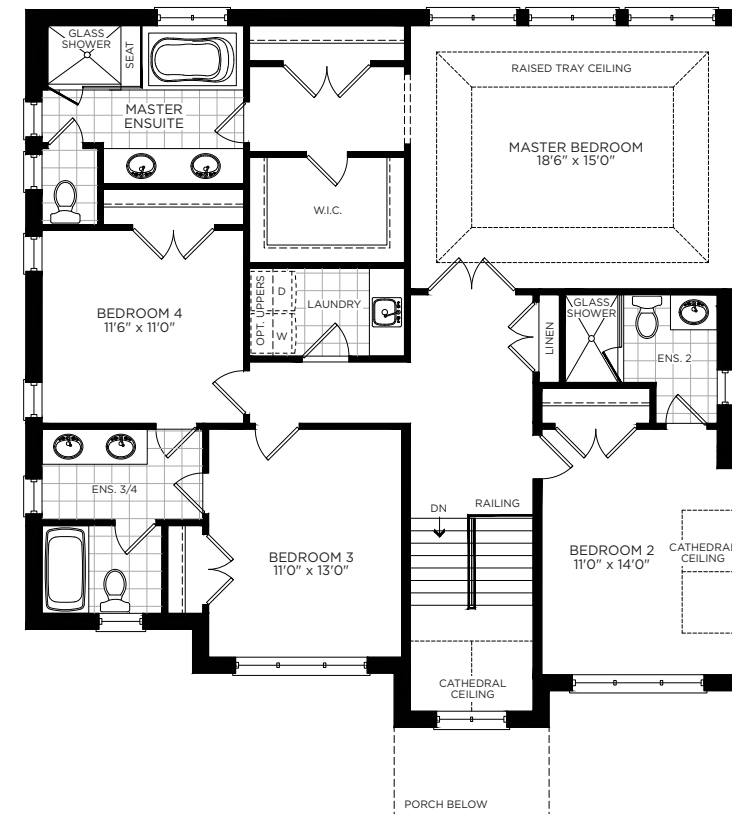 GLASS
SHOWER
SEAT
MASTER
ENSUITE
RAISED TRAY CEILING
MASTER BEDROOM
18'6" x 15'0"
W.I.C.
BEDROOM 4
11'6" x 11'0"
OPT. UPPERS
D
W
LAUNDRY
LINEN
GLASS
SHOWER
ENS. 2
ENS. 3/4
DN
RAILING
BEDROOM 3
11'0" x 13'0"
BEDROOM 2
11'0" x 14'0"
CATHEDRAL
CEILING
CATHEDRAL
CEILING
PORCH BELOW